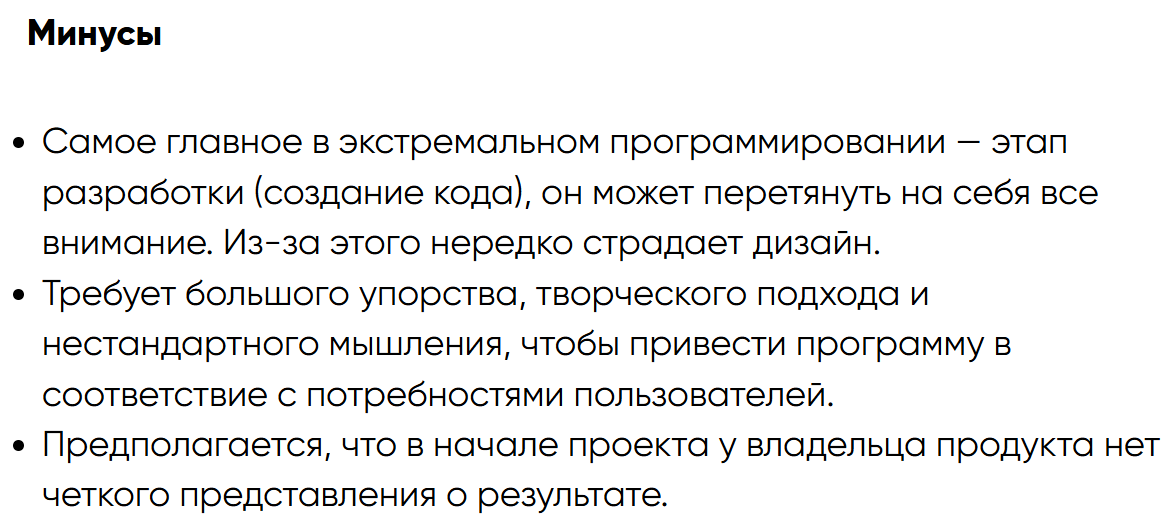 Минусы
• Самое главное в экстремальном программировании — этап
разработки (создание кода), он может перетянуть на себя все
внимание. Из-за этого нередко страдает дизайн.
• Требует большого упорства, творческого подхода и
нестандартного мышления, чтобы привести программу в
соответствие с потребностями пользователей.
• Предполагается, что в начале проекта у владельца продукта нет
четкого представления о результате.